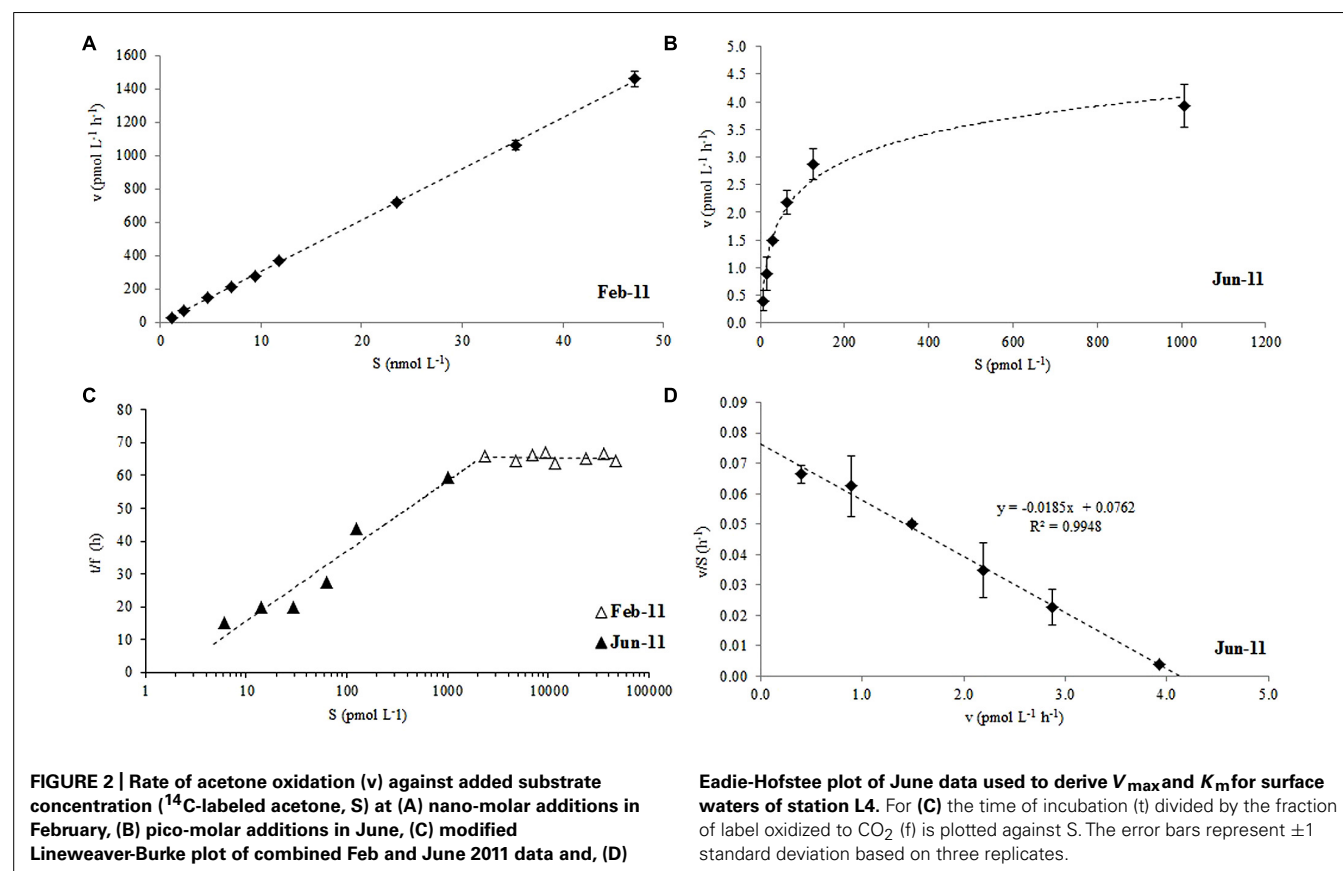 A
1600
1400
1200
1000
800
600
400
200
0
v (pmol L-1 h-1)
0 10 20 30 40 50
S (nmol L-1)
Feb-11
B
5.0
4.5
4.0
3.5
3.0
2.5
2.0
1.5
1.0
0.5
0.0
v (pmol L-1 h-1)
0 200 400 600 800 1000 1200
S (pmol L-1)
Jun-11
C
80
70
60
50
40
30
20
10
0
t/f (h)
1 10 100 1000 10000 100000
S (pmol L-1)
△ Feb-11
▲ Jun-11
D
0.09
0.08
0.07
0.06
0.05
0.04
0.03
0.02
0.01
0.00
v/S (h-1)
0.0 1.0 2.0 3.0 4.0 5.0
v (pmol L-1 h-1)
y = -0.0185x + 0.0762
R² = 0.9948
Jun-11
FIGURE 2 | Rate of acetone oxidation (v) against added substrate
concentration (14C-labeled acetone, S) at (A) nano-molar additions in
February, (B) pico-molar additions in June, (C) modified
Lineweaver-Burke plot of combined Feb and June 2011 data and, (D)
Eadie-Hofstee plot of June data used to derive Vmax and Km for surface
waters of station L4. For (C) the time of incubation (t) divided by the fraction
of label oxidized to CO2 (f) is plotted against S. The error bars represent ±1
standard deviation based on three replicates.